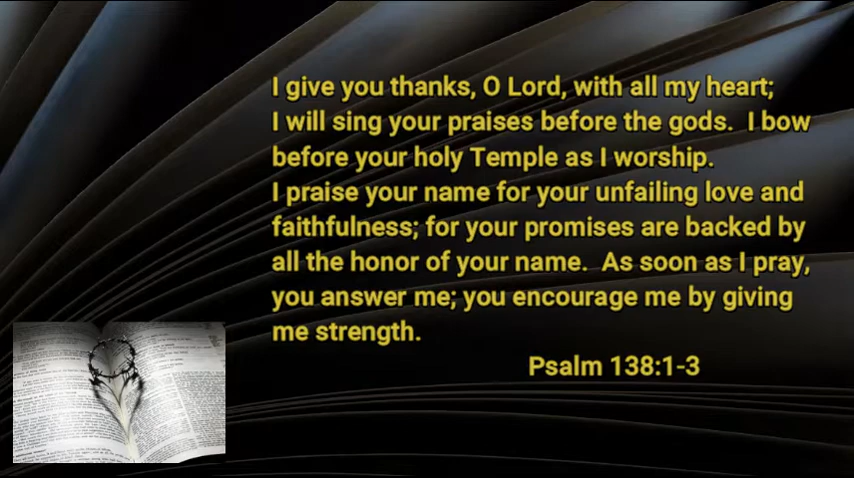 I give you thanks, O Lord, with all my heart;
I will sing your praises before the gods.  I bow
before your holy Temple as I worship.
I praise your name for your unfailing love and
faithfulness; for your promises are backed by
all the honor of your name.  As soon as I pray,
you answer me; you encourage me by giving
me strength.
Psalm 138:1-3